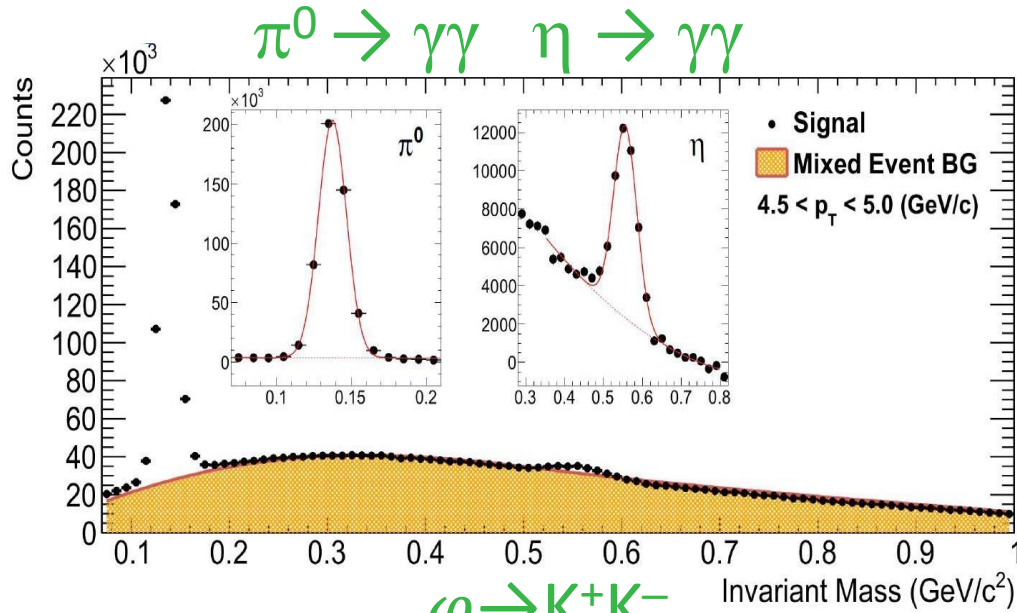 π⁰ → γγ η → γγ
×10³
Counts
220
200
180
160
140
120
100
80
60
40
20
0
0.1 0.2 0.3 0.4 0.5 0.6 0.7 0.8 0.9 1
Invariant Mass (GeV/c²)
×10³
π⁰
200
150
100
50
0
0.1 0.15 0.2
η
12000
10000
8000
6000
4000
2000
0
0.3 0.4 0.5 0.6 0.7 0.8
Signal
Mixed Event BG
4.5 < p_T < 5.0 (GeV/c)
φ → K⁺K⁻